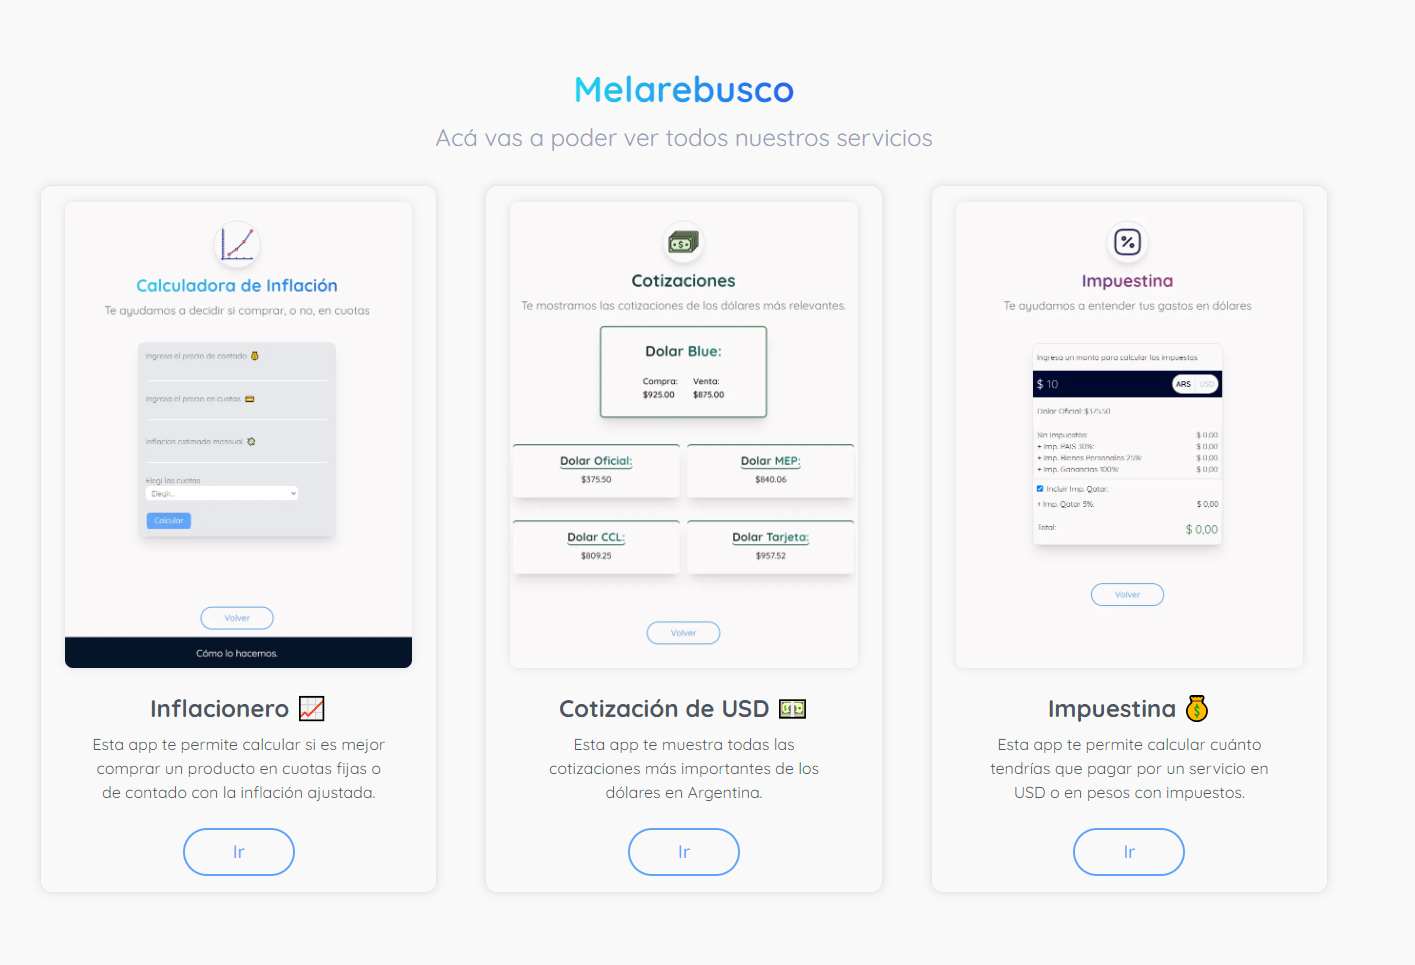 Melarebusco
Acá vas a poder ver todos nuestros servicios
Calculadora de Inflación
Te ayudamos a decidir si comprar, o no, en cuotas
Ingresa el precio de contado
Ingresa el precio en cuotas
Inflacion estimada mensual
Elegi las cuotas
Elegir...
Calcular
Volver
Cómo lo hacemos.
Inflacionero
Esta app te permite calcular si es mejor
comprar un producto en cuotas fijas o
de contado con la inflación ajustada.
Ir
Cotizaciones
Te mostramos las cotizaciones de los dólares más relevantes.
Dolar Blue:
Compra: Venta:
$925.00 $875.00
Dolar Oficial: Dolar MEP:
$375.50 $840.06
Dolar CCL: Dolar Tarjeta:
$809.25 $957.52
Volver
Cotización de USD
Esta app te muestra todas las
cotizaciones más importantes de los
dólares en Argentina.
Ir
Impuestina
Te ayudamos a entender tus gastos en dólares
Ingresa un monto para calcular los impuestos
$ 10 ARS USD
Dolar Oficial: $375.50
Sin Impuestos: $ 0,00
+ Imp. PAIS 30%: $ 0,00
+ Imp. Bienes Personales 25%: $ 0,00
+ Imp. Ganancias 100%: $ 0,00
Incluir Imp. Qatar:
+ Imp. Qatar 5%: $ 0,00
Total: $ 0,00
Volver
Impuestina
Esta app te permite calcular cuánto
tendrías que pagar por un servicio en
USD o en pesos con impuestos.
Ir